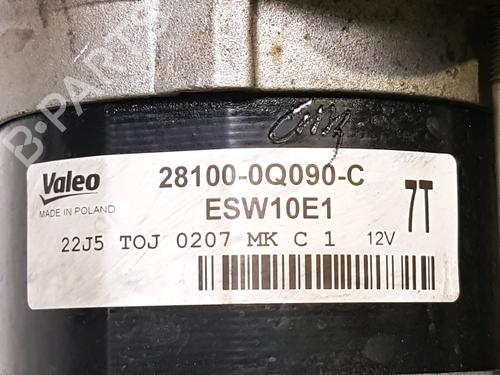 B-PARTS
Valeo
MADE IN POLAND
28100-0Q090-C
ESW10E1
7T
22J5 TOJ 0207 MK C 1 12V